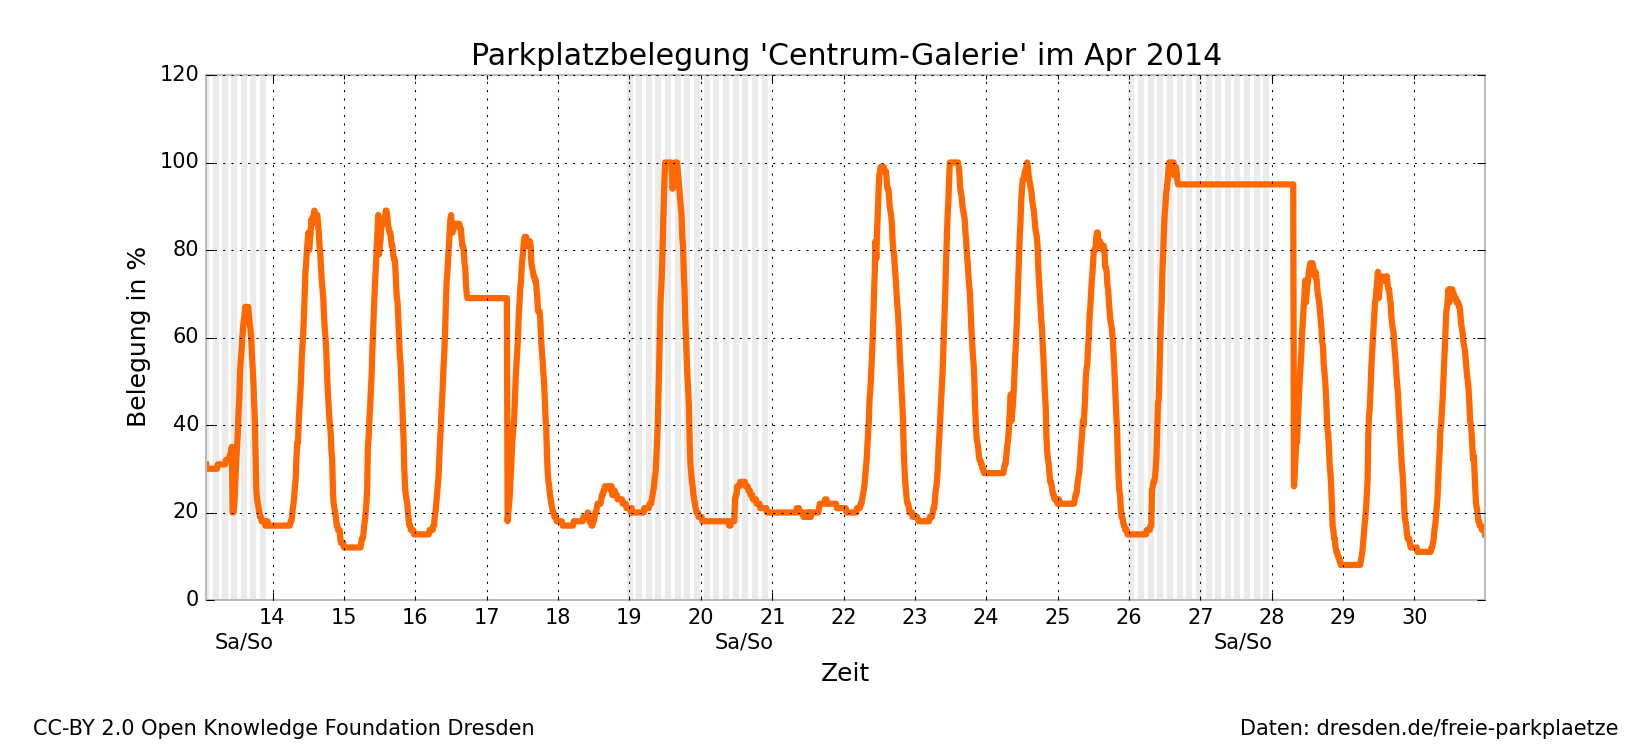 Parkplatzbelegung 'Centrum-Galerie' im Apr 2014
120
100
80
60
40
20
0
Belegung in %
14 15 16 17 18 19 20 21 22 23 24 25 26 27 28 29 30
Sa/So Sa/So Sa/So
Zeit
CC-BY 2.0 Open Knowledge Foundation Dresden
Daten: dresden.de/freie-parkplaetze